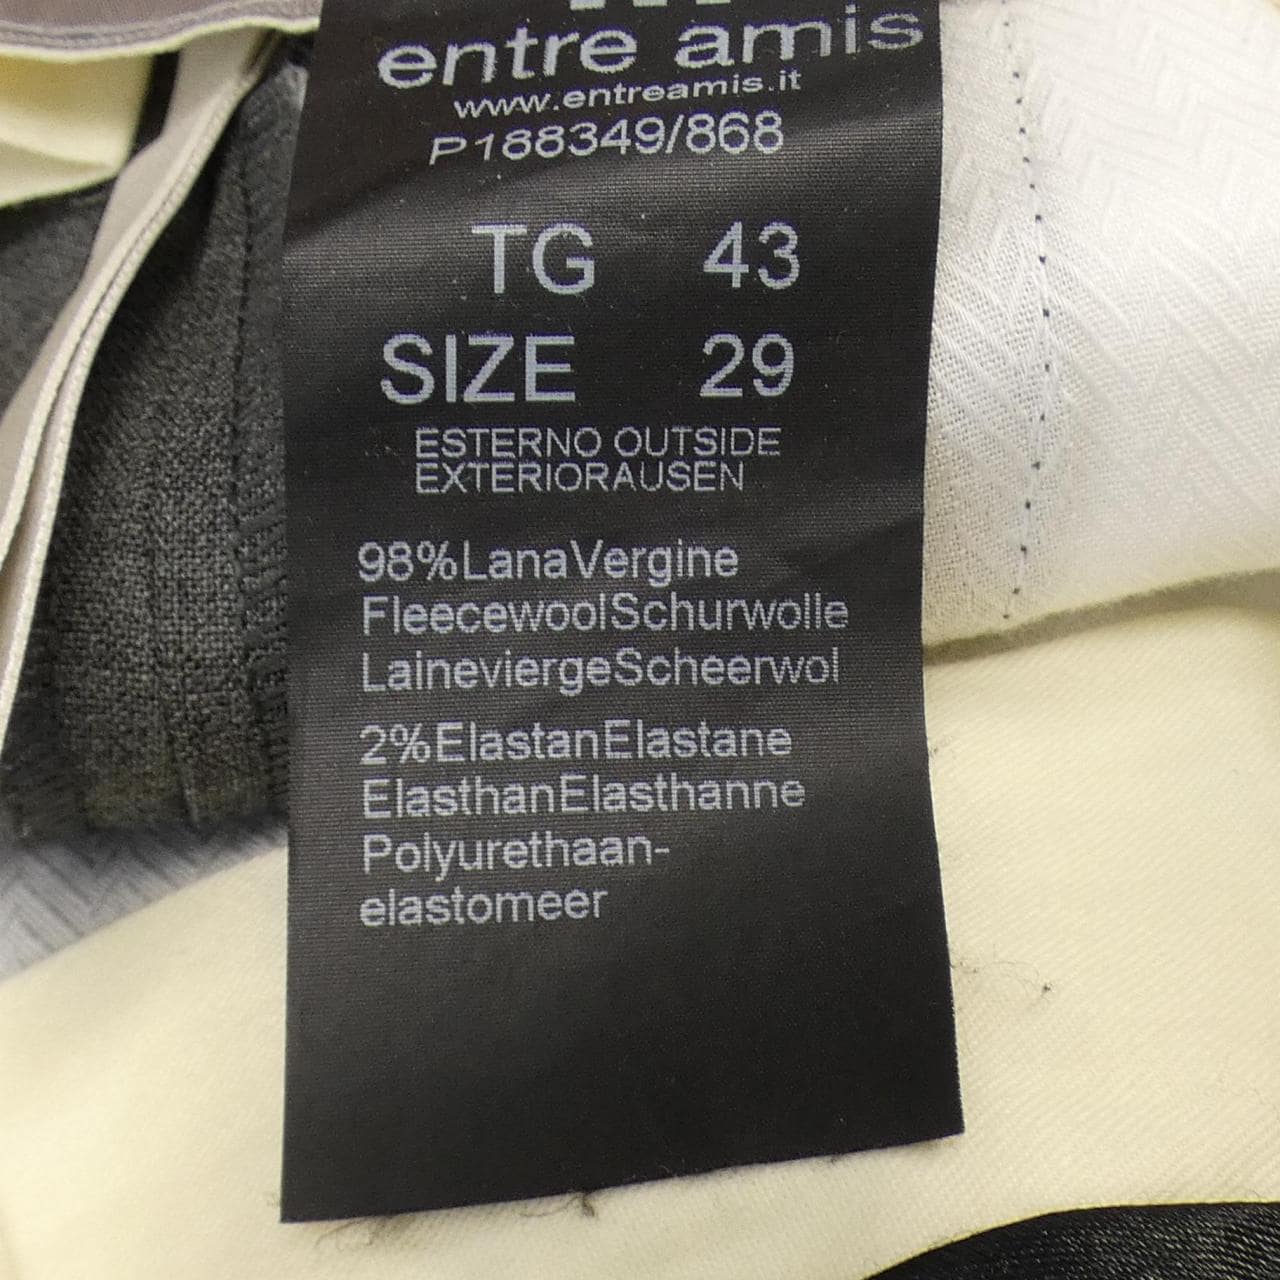 entre amis
www.entreamis.it
P188349/868
TG 43
SIZE 29
ESTERNO OUTSIDE
EXTERIORAUSEN
98%LanaVergine
FleecewoolSchurwolle
LaineviergeScheerwol
2%ElastanElastane
ElasthanElasthanne
Polyurethaan-
elastomeer